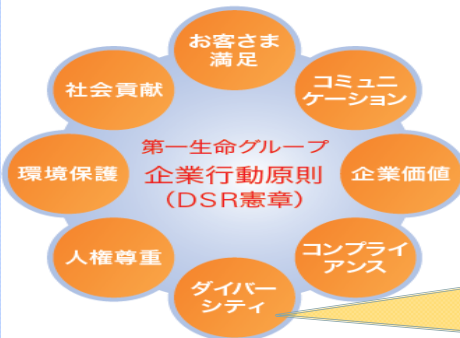 お客さま
満足
コミュニ
ケーション
企業価値
コンプライ
アンス
ダイバー
シティ
人権尊重
環境保護
社会貢献
第一生命グループ
企業行動原則
（DSR憲章）